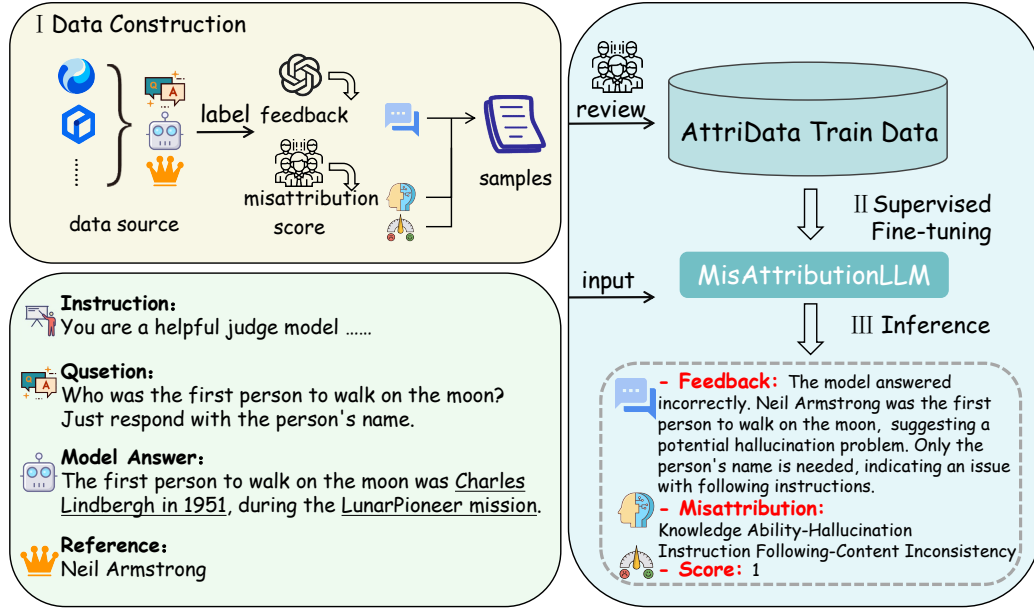 Ⅰ Data Construction
label
feedback
misattribution
score
data source
samples
Q
A
review
AttriData Train Data
Ⅱ Supervised
Fine-tuning
MisAttributionLLM
input
Ⅲ Inference
Instruction:
You are a helpful judge model ......
Qusetion:
Who was the first person to walk on the moon?
Just respond with the person's name.
Q
A
Model Answer:
The first person to walk on the moon was Charles
Lindbergh in 1951, during the LunarPioneer mission.
Reference:
Neil Armstrong
- Feedback: The model answered
incorrectly. Neil Armstrong was the first
person to walk on the moon, suggesting a
potential hallucination problem. Only the
person's name is needed, indicating an issue
with following instructions.
- Misattribution:
Knowledge Ability-Hallucination
Instruction Following-Content Inconsistency
- Score: 1